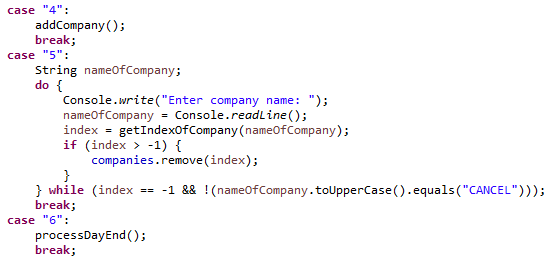 case "4":
    addCompany();
    break;
case "5":
    String nameOfCompany;
    do {
        Console.write("Enter company name: ");
        nameOfCompany = Console.readLine();
        index = getIndexOfCompany(nameOfCompany);
        if (index > -1) {
            companies.remove(index);
        }
    } while (index == -1 && !(nameOfCompany.toUpperCase().equals("CANCEL")));
    break;
case "6":
    processDayEnd();
    break;